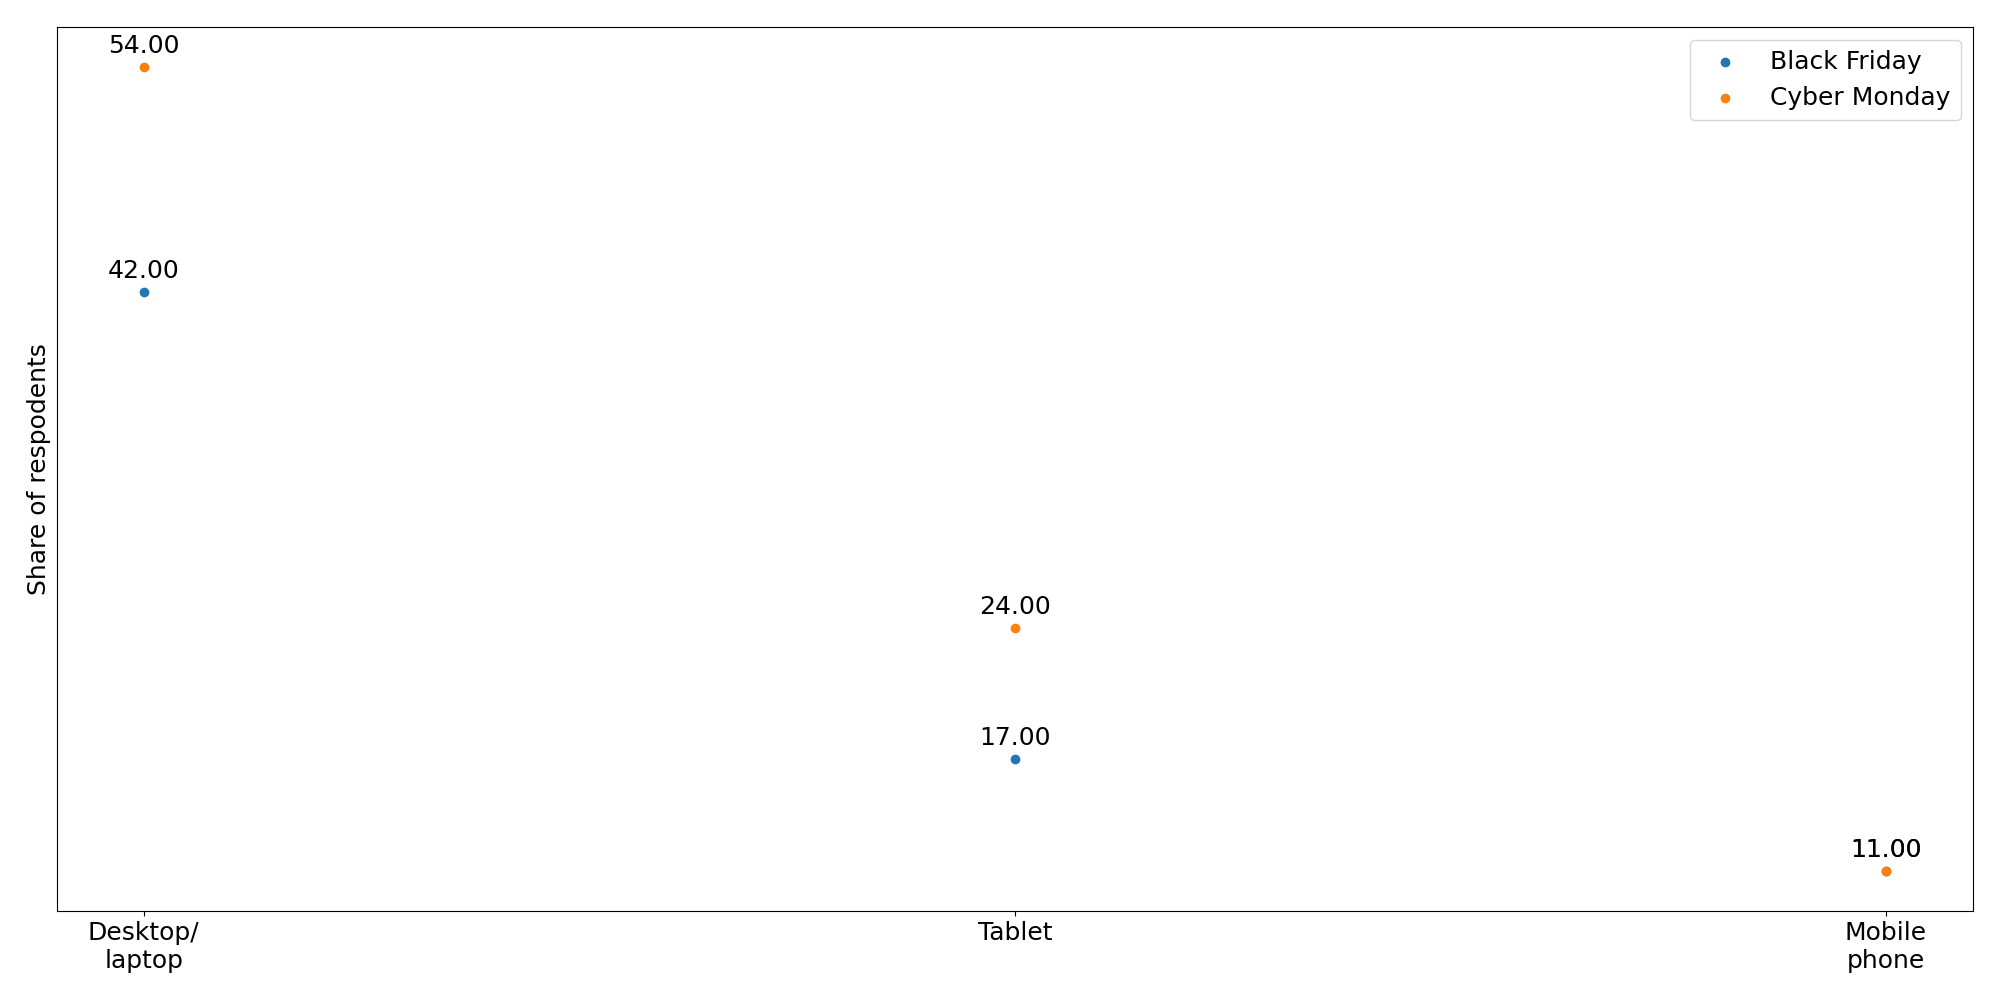 54.00
Black Friday
Cyber Monday
42.00
Share of respodents
24.00
17.00
11.00
Desktop/
laptop
Tablet
Mobile
phone